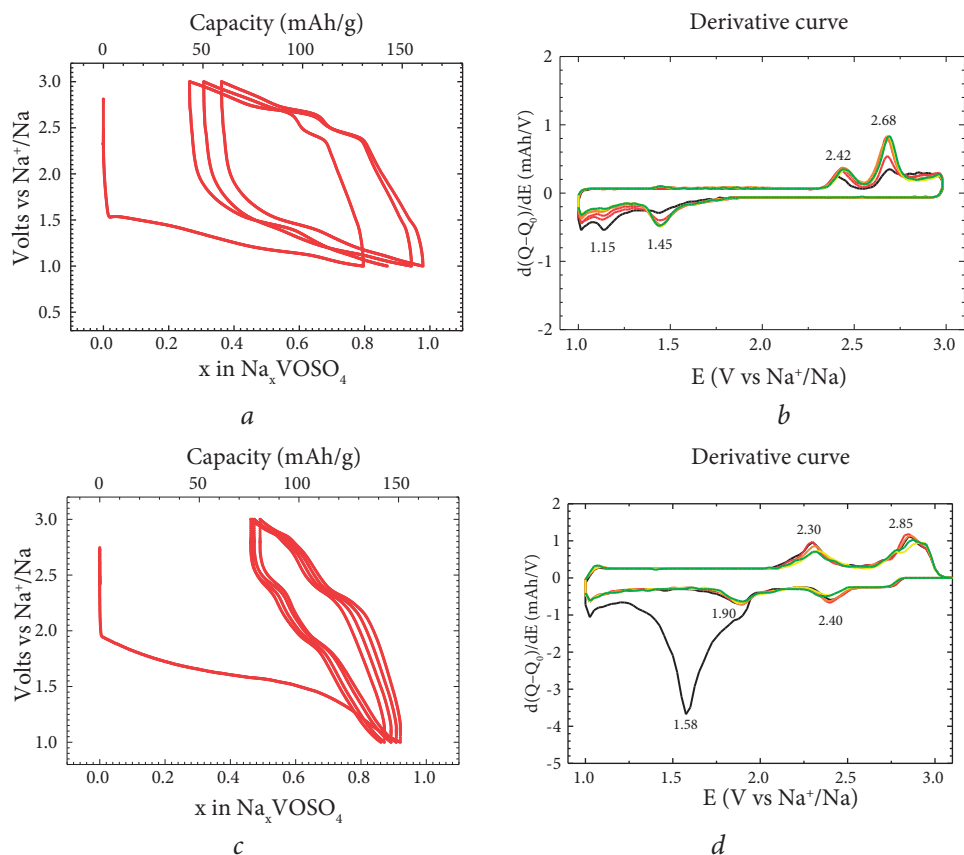 Capacity (mAh/g)
0 50 100 150
Volts vs Na⁺/Na
3.0
2.5
2.0
1.5
1.0
0.5
0.0 0.2 0.4 0.6 0.8 1.0
x in NaₓVOSO₄
a
Derivative curve
d(Q−Q₀)/dE (mAh/V)
2
1
0
-1
-2
2.42
2.68
1.15
1.45
1.0 1.5 2.0 2.5 3.0
E (V vs Na⁺/Na)
b
Capacity (mAh/g)
0 50 100 150
Volts vs Na⁺/Na
3.0
2.5
2.0
1.5
1.0
0.0 0.2 0.4 0.6 0.8 1.0
x in NaₓVOSO₄
c
Derivative curve
d(Q−Q₀)/dE (mAh/V)
2
1
0
-1
-2
-3
-4
-5
2.30
2.85
1.90
2.40
1.58
1.0 1.5 2.0 2.5 3.0
E (V vs Na⁺/Na)
d